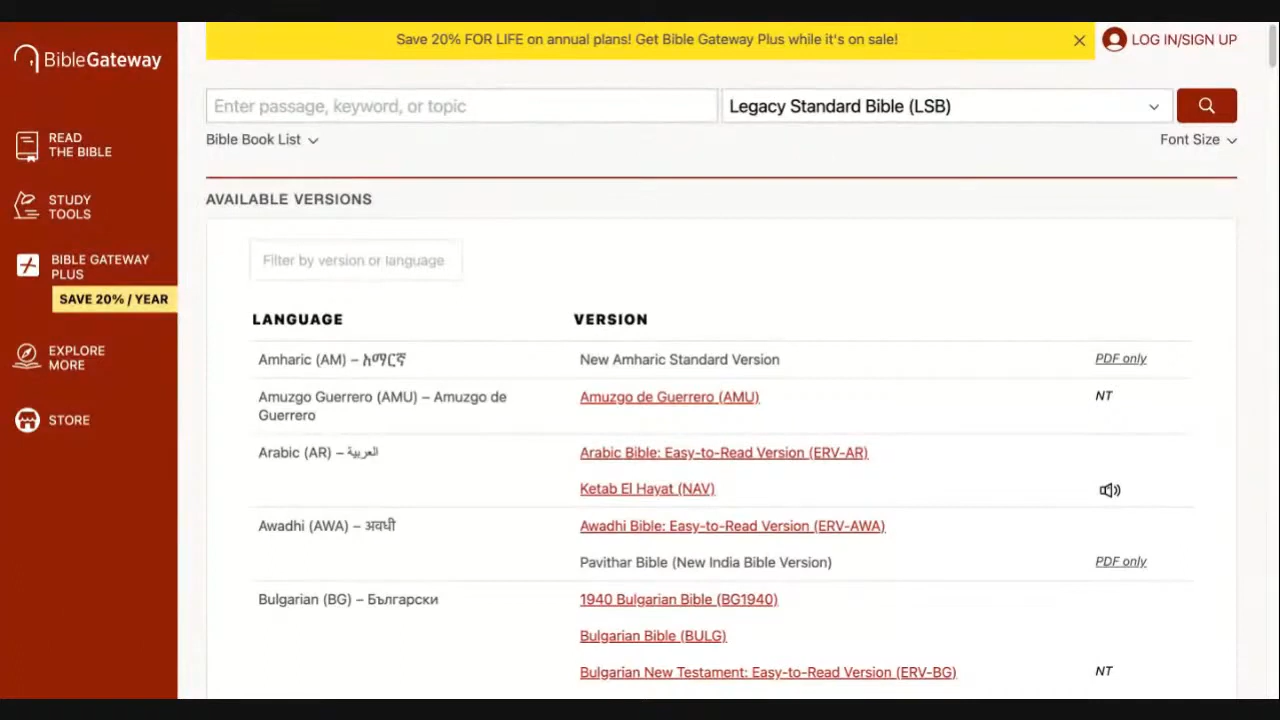 Save 20% FOR LIFE on annual plans! Get Bible Gateway Plus while it's on sale!
LOG IN/SIGN UP
BibleGateway
Enter passage, keyword, or topic
Legacy Standard Bible (LSB)
Bible Book List
Font Size
READ
THE BIBLE
STUDY
TOOLS
BIBLE GATEWAY
PLUS
SAVE 20% / YEAR
EXPLORE
MORE
STORE
AVAILABLE VERSIONS
Filter by version or language
LANGUAGE VERSION
Amharic (AM) – አማርኛ New Amharic Standard Version PDF only
Amuzgo Guerrero (AMU) – Amuzgo de Amuzgo de Guerrero (AMU) NT
Guerrero
Arabic (AR) – العربية Arabic Bible: Easy-to-Read Version (ERV-AR)
Ketab El Hayat (NAV)
Awadhi (AWA) – अवधी Awadhi Bible: Easy-to-Read Version (ERV-AWA)
Pavithar Bible (New India Bible Version) PDF only
Bulgarian (BG) – Български 1940 Bulgarian Bible (BG1940)
Bulgarian Bible (BULG)
Bulgarian New Testament: Easy-to-Read Version (ERV-BG) NT